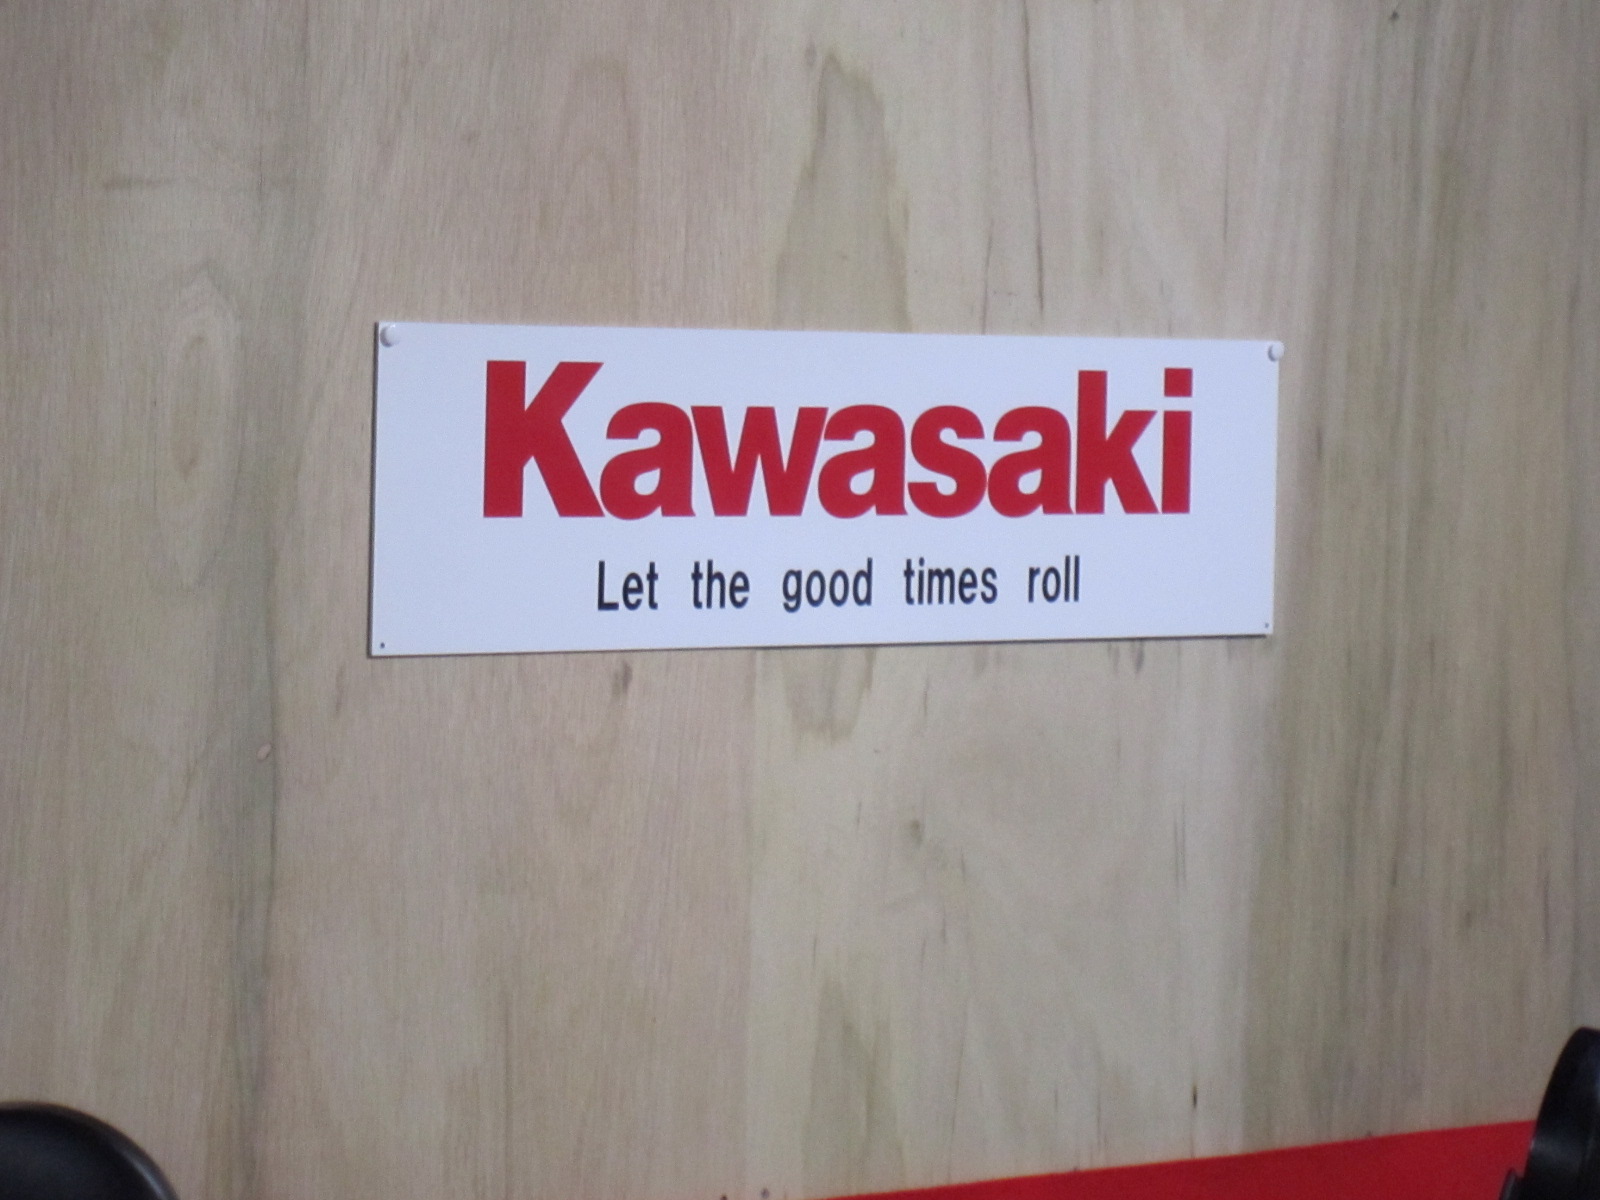 Kawasaki
Let the good times roll